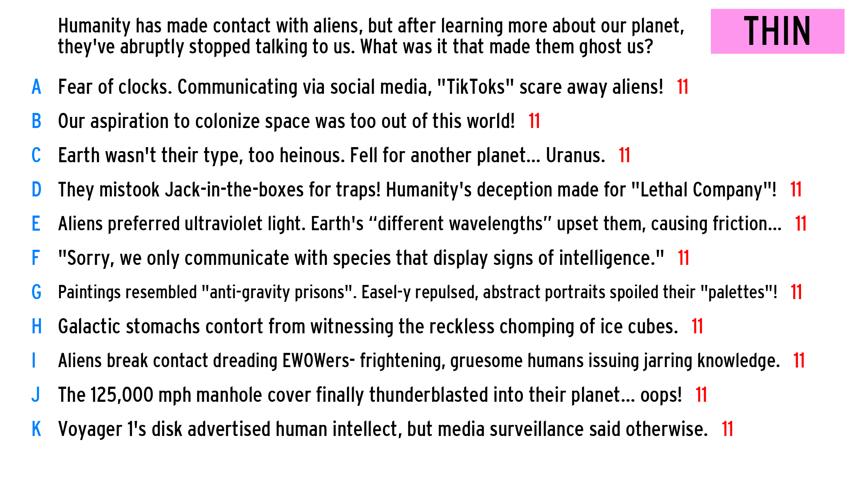 Humanity has made contact with aliens, but after learning more about our planet,
they've abruptly stopped talking to us. What was it that made them ghost us?
THIN
A Fear of clocks. Communicating via social media, "TikToks" scare away aliens! 11
B Our aspiration to colonize space was too out of this world! 11
C Earth wasn't their type, too heinous. Fell for another planet... Uranus. 11
D They mistook Jack-in-the-boxes for traps! Humanity's deception made for "Lethal Company"! 11
E Aliens preferred ultraviolet light. Earth's “different wavelengths” upset them, causing friction... 11
F "Sorry, we only communicate with species that display signs of intelligence." 11
G Paintings resembled "anti-gravity prisons". Easel-y repulsed, abstract portraits spoiled their "palettes"! 11
H Galactic stomachs contort from witnessing the reckless chomping of ice cubes. 11
I Aliens break contact dreading EWOWers- frightening, gruesome humans issuing jarring knowledge. 11
J The 125,000 mph manhole cover finally thunderblasted into their planet... oops! 11
K Voyager 1's disk advertised human intellect, but media surveillance said otherwise. 11